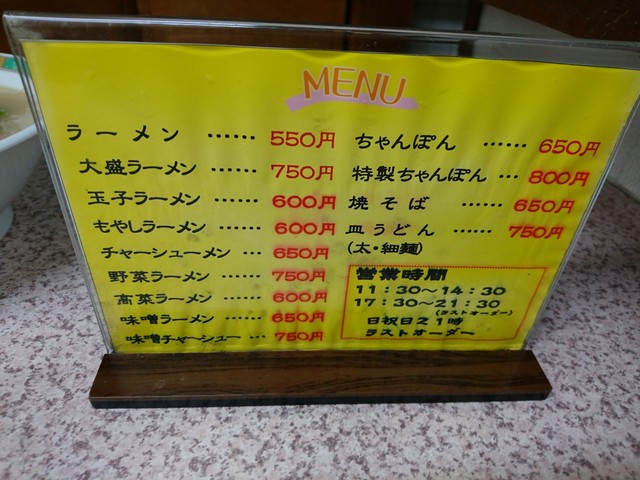 MENU
ラーメン ‥‥‥ 550円
大盛ラーメン ‥‥‥ 750円
玉子ラーメン ‥‥‥ 600円
もやしラーメン ‥‥‥ 600円
チャーシューメン ‥‥ 650円
野菜ラーメン ‥‥‥ 750円
高菜ラーメン ‥‥‥ 600円
味噌ラーメン ‥‥‥ 650円
味噌チャーシュー ‥‥ 750円
ちゃんぽん ‥‥‥ 650円
特製ちゃんぽん ‥‥ 800円
焼そば ‥‥‥ 650円
皿うどん ‥‥‥ 750円
(太・細麺)
営業時間
11:30〜14:30
17:30〜21:30
(ラストオーダー)
日祝日21時
ラストオーダー